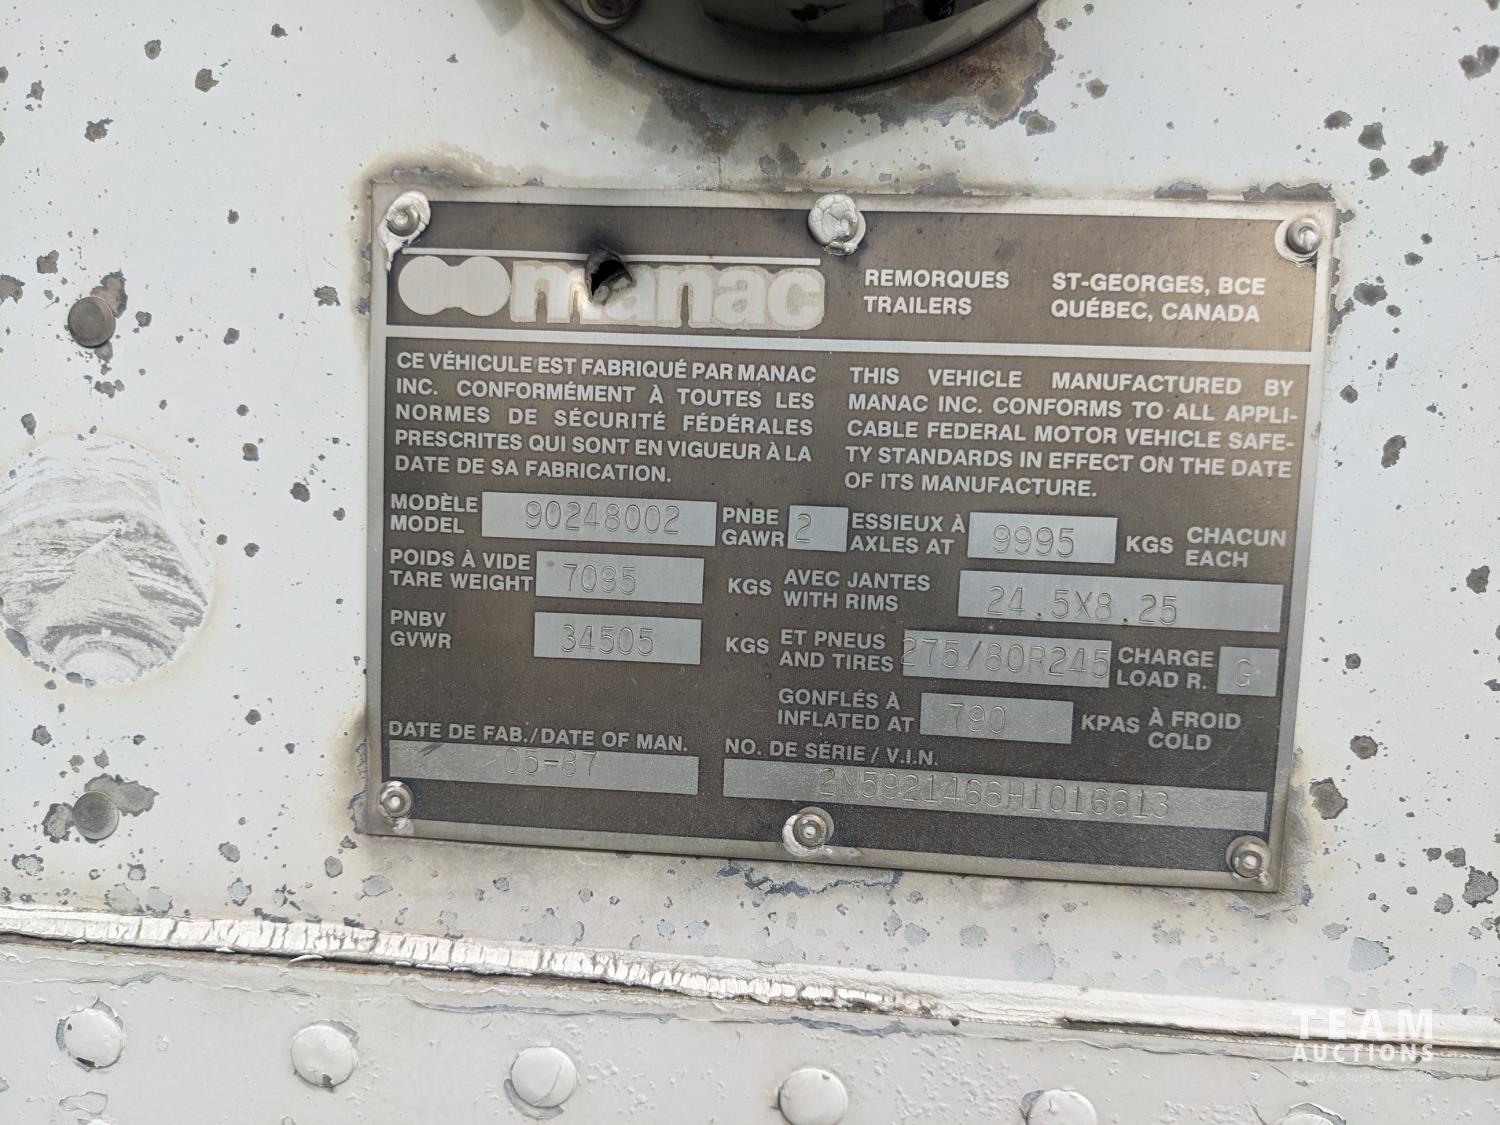 manac
REMORQUES
TRAILERS
ST-GEORGES, BCE
QUÉBEC, CANADA
CE VÉHICULE EST FABRIQUÉ PAR MANAC
INC. CONFORMÉMENT À TOUTES LES
NORMES DE SÉCURITÉ FÉDÉRALES
PRESCRITES QUI SONT EN VIGUEUR À LA
DATE DE SA FABRICATION.
THIS VEHICLE MANUFACTURED BY
MANAC INC. CONFORMS TO ALL APPLI-
CABLE FEDERAL MOTOR VEHICLE SAFE-
TY STANDARDS IN EFFECT ON THE DATE
OF ITS MANUFACTURE.
MODÈLE
MODEL
90248002
PNBE
GAWR
2
ESSIEUX À
AXLES AT
9995
KGS
CHACUN
EACH
POIDS À VIDE
TARE WEIGHT
7095
KGS
AVEC JANTES
WITH RIMS
24.5X8.25
PNBV
GVWR
34505
KGS
ET PNEUS
AND TIRES
275/80R245
CHARGE
LOAD R.
G
GONFLÉS À
INFLATED AT
790
KPAS
À FROID
COLD
DATE DE FAB./DATE OF MAN.
05-87
NO. DE SÉRIE / V.I.N.
2N5921466H1016613
TEAM
AUCTIONS